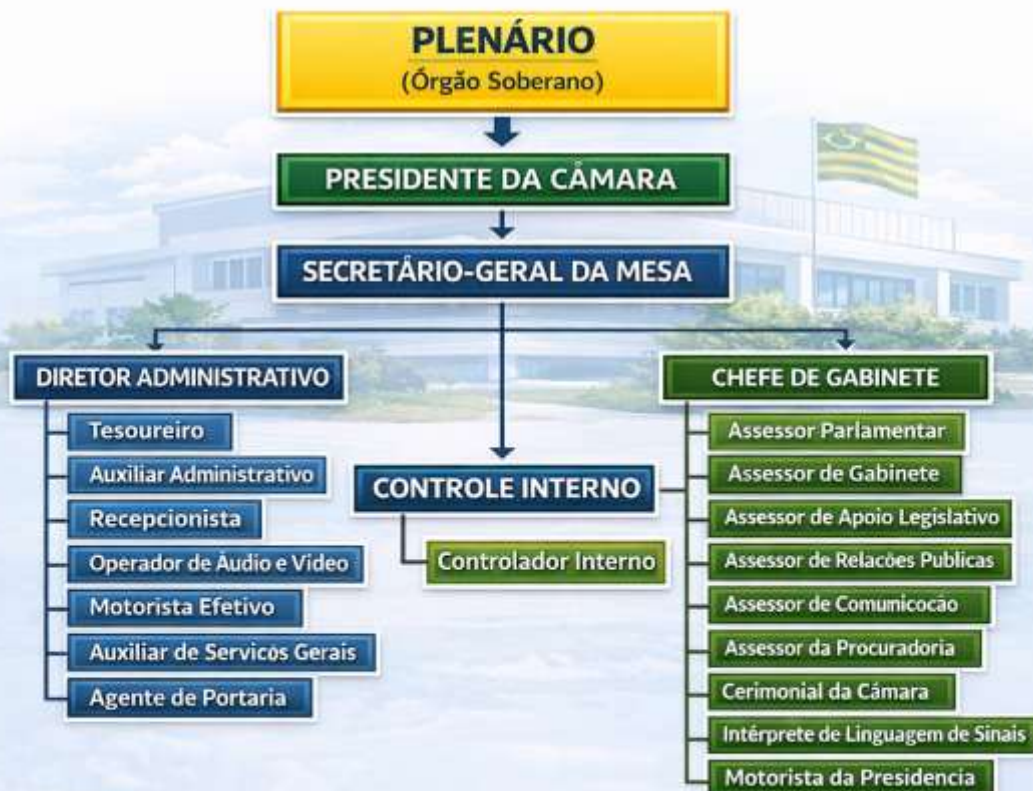 PLENÁRIO
(Órgão Soberano)
PRESIDENTE DA CÂMARA
SECRETÁRIO-GERAL DA MESA
DIRETOR ADMINISTRATIVO
Tesoureiro
Auxiliar Administrativo
Recepcionista
Operador de Áudio e Video
Motorista Efetivo
Auxiliar de Servicos Gerais
Agente de Portaria
CONTROLE INTERNO
Controlador Interno
CHEFE DE GABINETE
Assessor Parlamentar
Assessor de Gabinete
Assessor de Apoio Legislativo
Assessor de Relacões Publicas
Assessor de Comunicocão
Assessor da Procuradoria
Cerimonial da Câmara
Intérprete de Linguagem de Sinais
Motorista da Presidencia